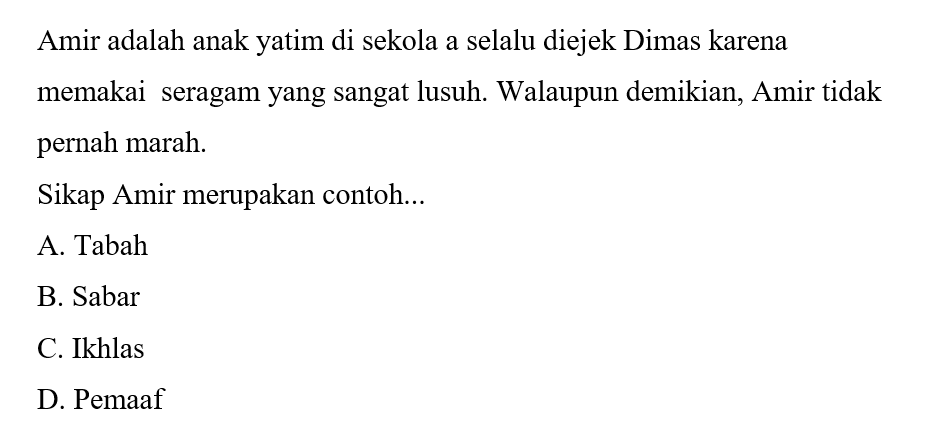 Amir adalah anak yatim di sekola a selalu diejek Dimas karena
memakai  seragam yang sangat lusuh. Walaupun demikian, Amir tidak
pernah marah.
Sikap Amir merupakan contoh...
A. Tabah
B. Sabar
C. Ikhlas
D. Pemaaf